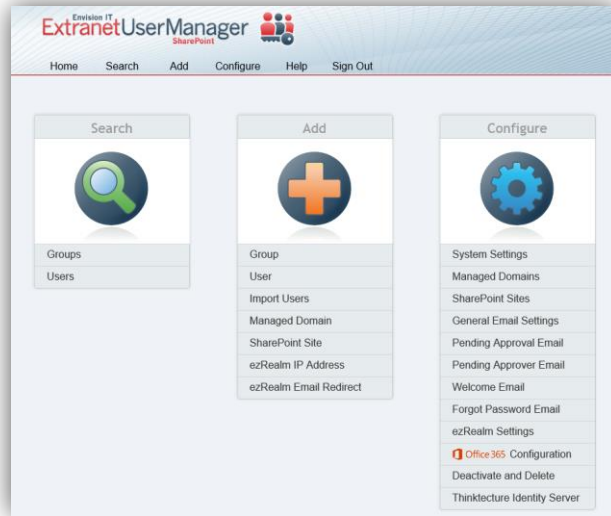 Envision IT
ExtranetUserManager
SharePoint
Home Search Add Configure Help Sign Out
Search
Groups
Users
Add
Group
User
Import Users
Managed Domain
SharePoint Site
ezRealm IP Address
ezRealm Email Redirect
Configure
System Settings
Managed Domains
SharePoint Sites
General Email Settings
Pending Approval Email
Pending Approver Email
Welcome Email
Forgot Password Email
ezRealm Settings
Office 365 Configuration
Deactivate and Delete
Thinktecture Identity Server